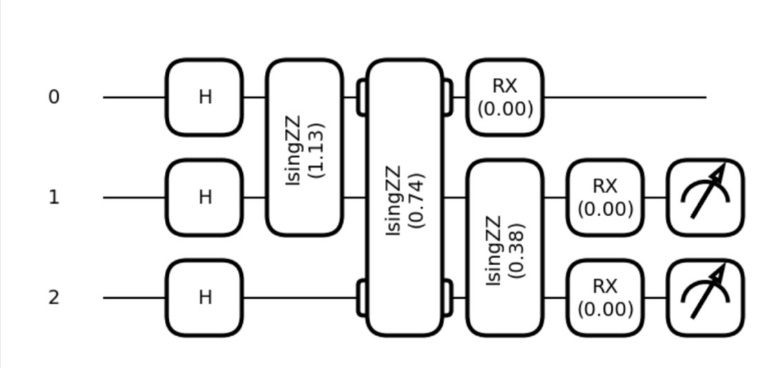 0
H
IsingZZ
(1.13)
IsingZZ
(0.74)
RX
(0.00)
1
H
IsingZZ
(0.38)
RX
(0.00)
2
H
RX
(0.00)